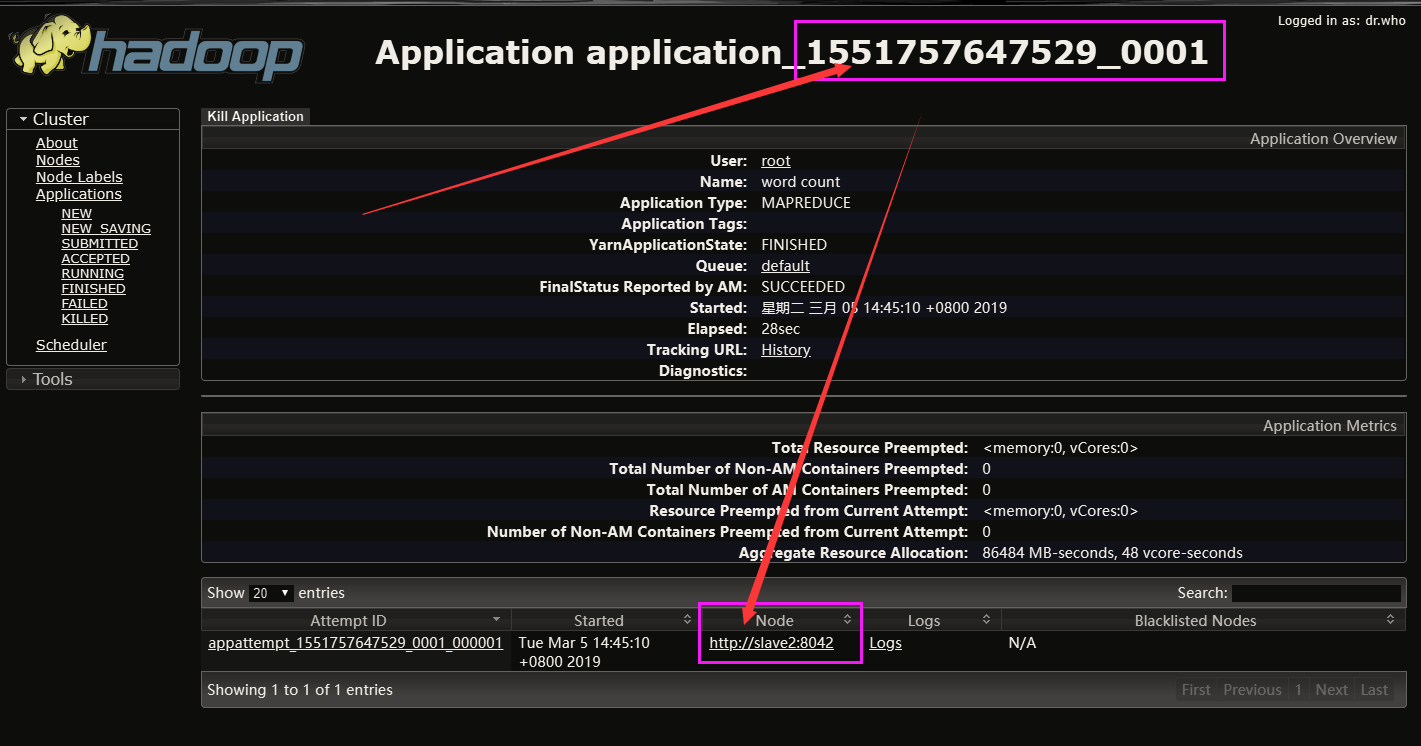 Logged in as: dr.who
hadoop
Application application_1551757647529_0001
Cluster
About
Nodes
Node Labels
Applications
NEW
NEW_SAVING
SUBMITTED
ACCEPTED
RUNNING
FINISHED
FAILED
KILLED
Scheduler
Tools
Kill Application
Application Overview
User: root
Name: word count
Application Type: MAPREDUCE
Application Tags:
YarnApplicationState: FINISHED
Queue: default
FinalStatus Reported by AM: SUCCEEDED
Started: 星期二 三月 05 14:45:10 +0800 2019
Elapsed: 28sec
Tracking URL: History
Diagnostics:
Application Metrics
Total Resource Preempted: <memory:0, vCores:0>
Total Number of Non-AM Containers Preempted: 0
Total Number of AM Containers Preempted: 0
Resource Preempted from Current Attempt: <memory:0, vCores:0>
Number of Non-AM Containers Preempted from Current Attempt: 0
Aggregate Resource Allocation: 86484 MB-seconds, 48 vcore-seconds
Show 20 entries Search:
Attempt ID Started Node Logs Blacklisted Nodes
appattempt_1551757647529_0001_000001 Tue Mar 5 14:45:10 http://slave2:8042 Logs N/A
+0800 2019
Showing 1 to 1 of 1 entries First Previous 1 Next Last